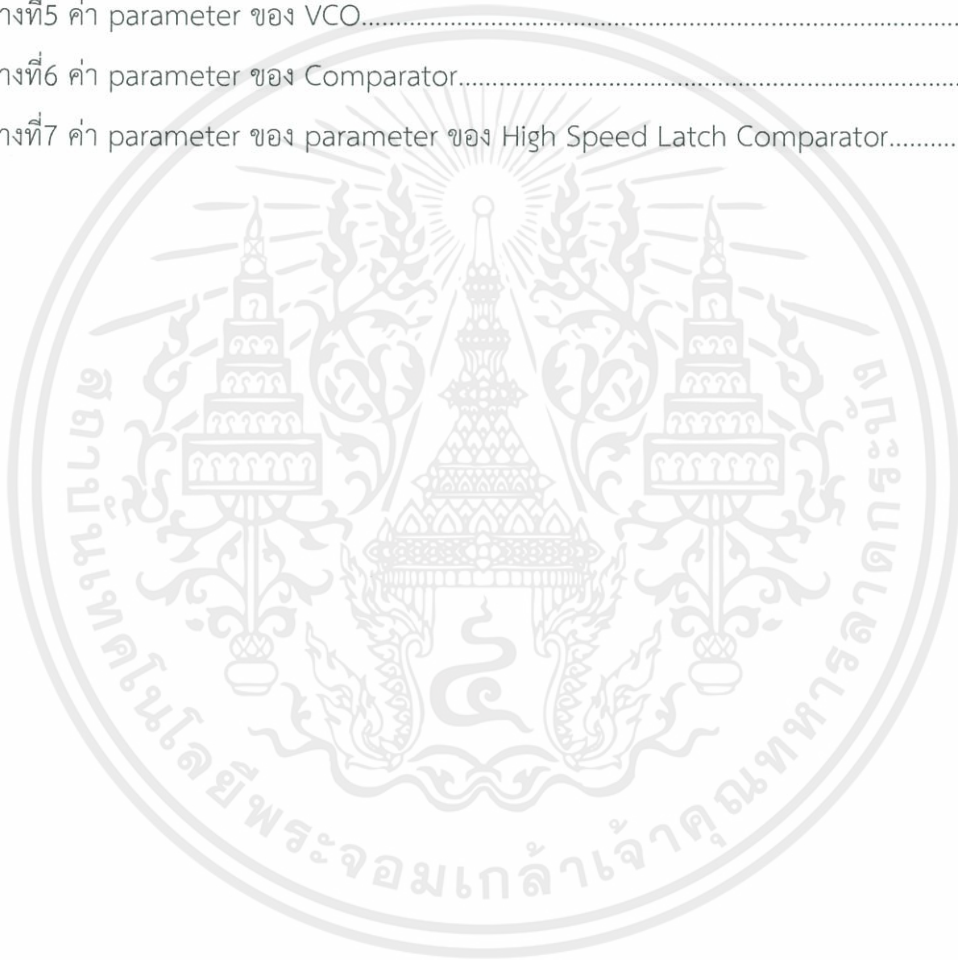 างที่5 ค่า parameter ของ VCO
างที่6 ค่า parameter ของ Comparator
างที่7 ค่า parameter ของ parameter ของ High Speed Latch Comparator
สถาบันเทคโนโลยีพระจอมเกล้าเจ้าคุณทหารลาดกระบัง